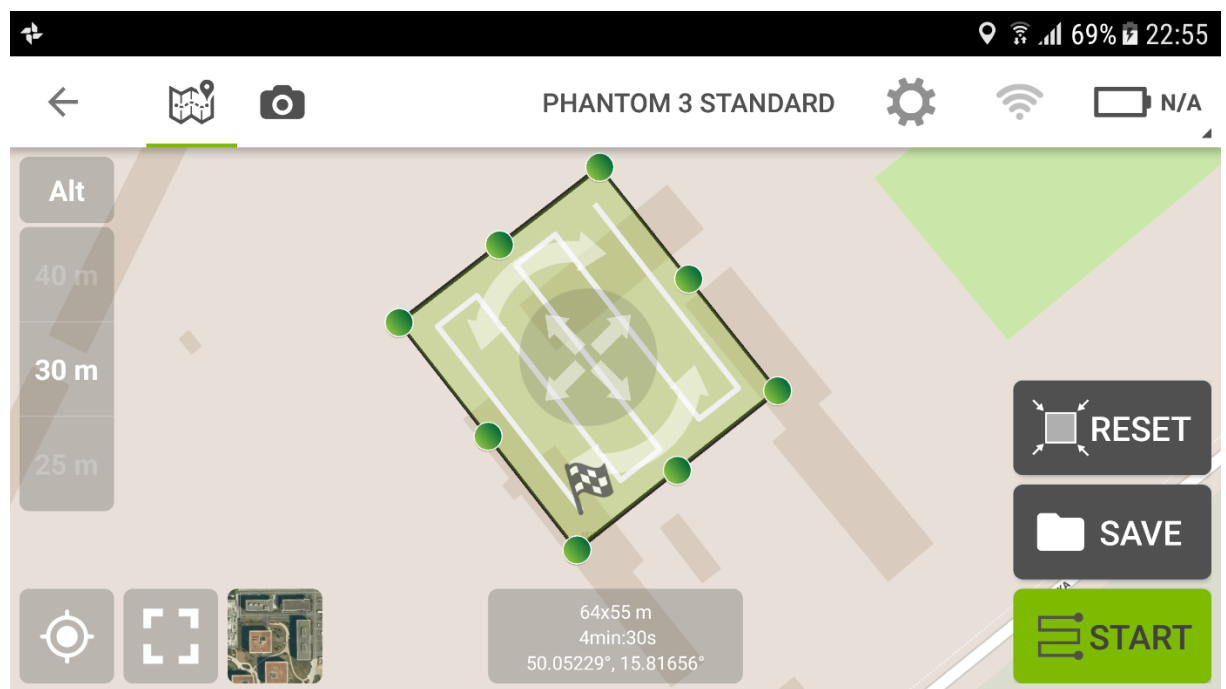 69% 22:55
PHANTOM 3 STANDARD N/A
Alt
40 m
30 m
25 m
RESET
SAVE
START
64x55 m
4min:30s
50.05229°, 15.81656°